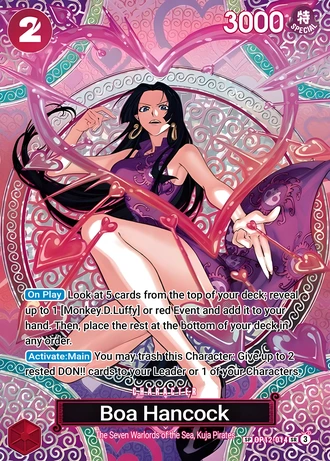 2
3000 特
SPECIAL
On Play Look at 5 cards from the top of your deck; reveal
up to 1 [Monkey.D.Luffy] or red Event and add it to your
hand. Then, place the rest at the bottom of your deck in
any order.
Activate:Main You may trash this Character: Give up to 2
rested DON!! cards to your Leader or 1 of your Characters.
CHARACTER
Boa Hancock
The Seven Warlords of the Sea, Kuja Pirates
SP OP12-014 SR 3